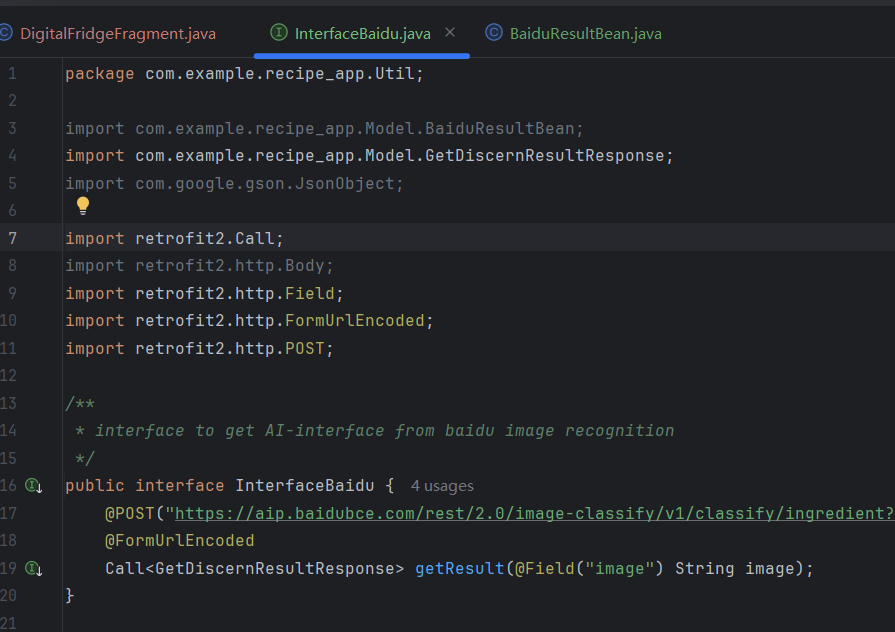 DigitalFridgeFragment.java InterfaceBaidu.java BaiduResultBean.java
1 package com.example.recipe_app.Util;
2
3 import com.example.recipe_app.Model.BaiduResultBean;
4 import com.example.recipe_app.Model.GetDiscernResultResponse;
5 import com.google.gson.JsonObject;
6
7 import retrofit2.Call;
8 import retrofit2.http.Body;
9 import retrofit2.http.Field;
10 import retrofit2.http.FormUrlEncoded;
11 import retrofit2.http.POST;
12
13 /**
14 * interface to get AI-interface from baidu image recognition
15 */
16 public interface InterfaceBaidu { 4 usages
17 @POST("https://aip.baidubce.com/rest/2.0/image-classify/v1/classify/ingredient?
18 @FormUrlEncoded
19 Call<GetDiscernResultResponse> getResult(@Field("image") String image);
20 }
21